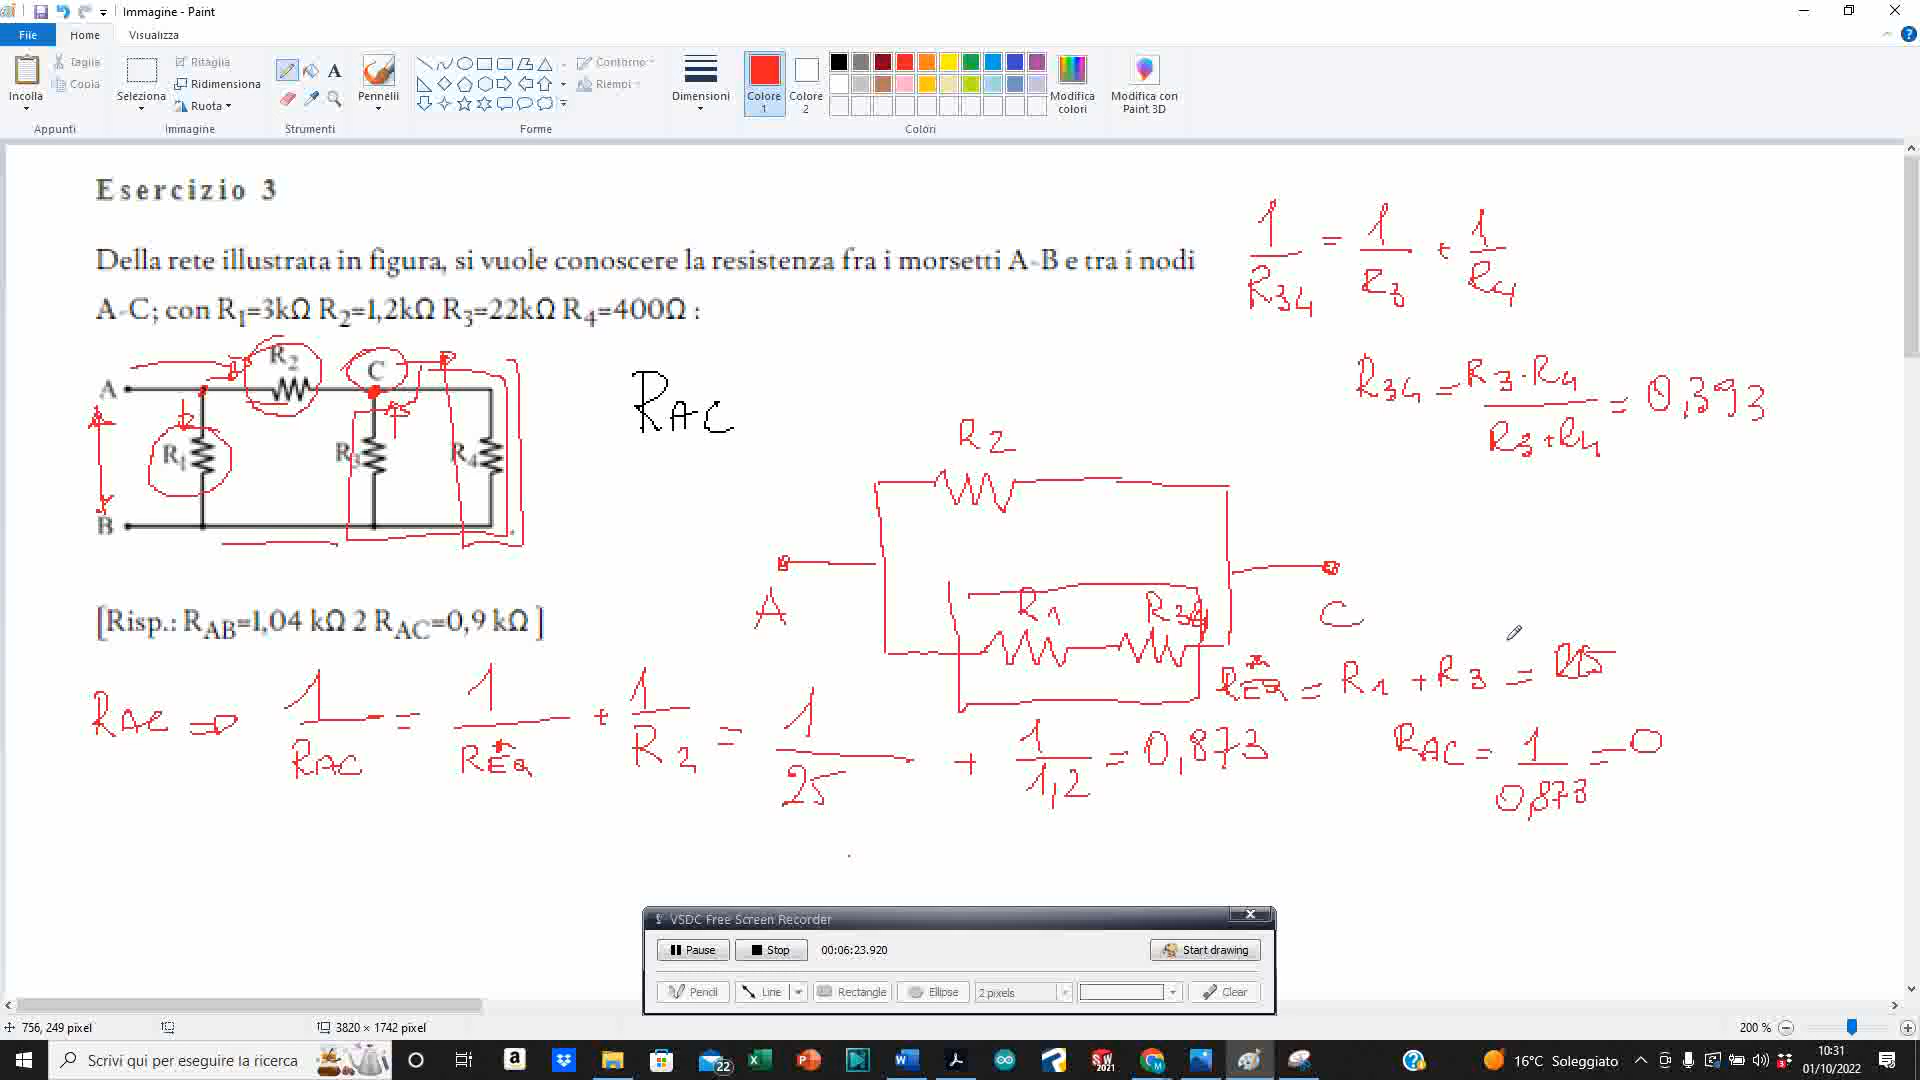 Immagine - Paint
File Home Visualizza
Incolla
Taglia
Copia
Appunti
Seleziona
Ritaglia
Ridimensiona
Ruota
Immagine
Strumenti
Pennelli
Contorno
Riempi
Forme
Dimensioni
Colore 1
Colore 2
Modifica colori
Modifica con Paint 3D
Colori
Esercizio 3
Della rete illustrata in figura, si vuole conoscere la resistenza fra i morsetti A-B e tra i nodi
A-C; con R1=3kΩ R2=1,2kΩ R3=22kΩ R4=400Ω :
A R2 C
R1 R3 R4
B
[Risp.: RAB=1,04 kΩ 2 RAC=0,9 kΩ ]
RAC
1/R34 = 1/R3 + 1/R4
R34 = R3·R4/R3+R4 = 0,393
R2
A C
R1 R34
REQ* = R1 + R3 = 25
RAC => 1/RAC = 1/REQ* + 1/R2 = 1/25 + 1/1,2 = 0,873
RAC = 1/0,873 = 0
VSDC Free Screen Recorder
Pause Stop 00:06:23.920 Start drawing
Pencil Line Rectangle Ellipse 2 pixels Clear
756, 249 pixel 3820 × 1742 pixel 200 %
Scrivi qui per eseguire la ricerca
22
SW 2021
16°C Soleggiato
10:31
01/10/2022